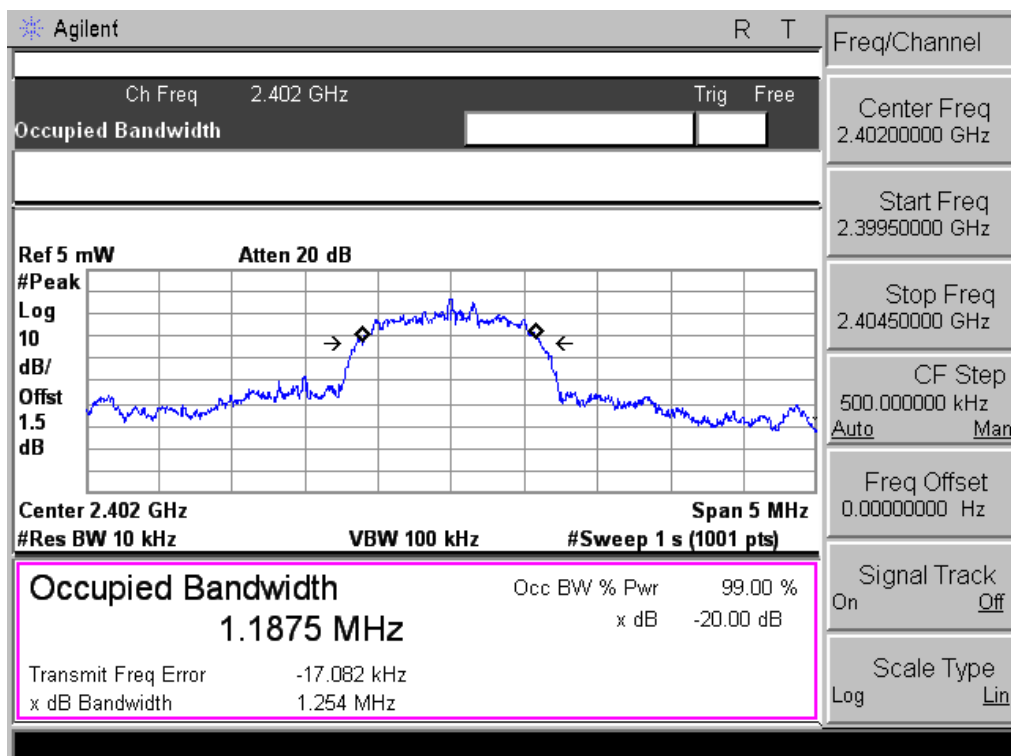 Agilent R T
Ch Freq 2.402 GHz Trig Free
Occupied Bandwidth
Ref 5 mW Atten 20 dB
#Peak
Log
10
dB/
Offst
1.5
dB
Center 2.402 GHz Span 5 MHz
#Res BW 10 kHz VBW 100 kHz #Sweep 1 s (1001 pts)
Occupied Bandwidth Occ BW % Pwr 99.00 %
1.1875 MHz x dB -20.00 dB
Transmit Freq Error -17.082 kHz
x dB Bandwidth 1.254 MHz
Freq/Channel
Center Freq
2.40200000 GHz
Start Freq
2.39950000 GHz
Stop Freq
2.40450000 GHz
CF Step
500.000000 kHz
Auto Man
Freq Offset
0.00000000 Hz
Signal Track
On Off
Scale Type
Log Lin